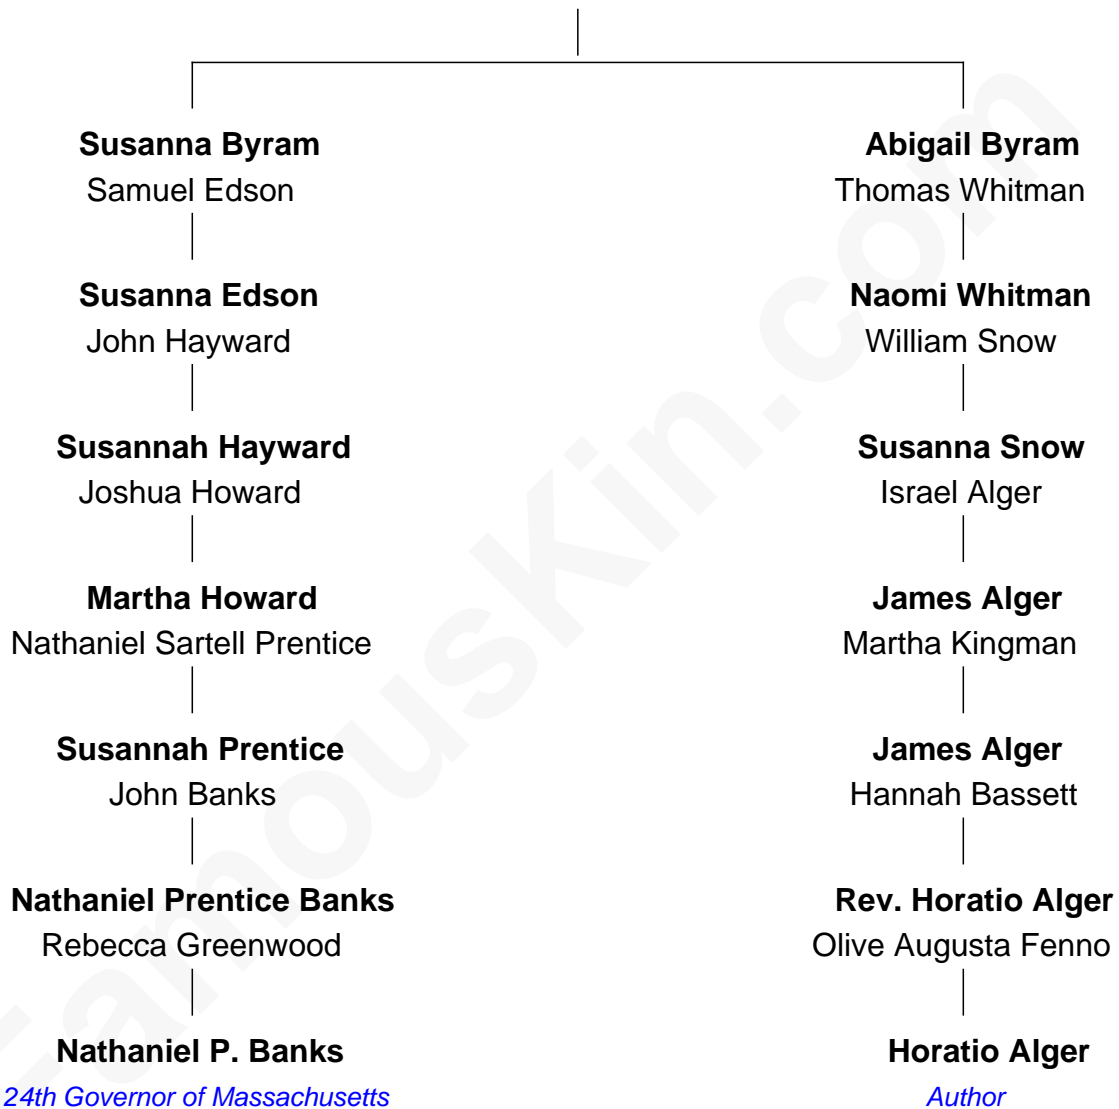 Susanna Byram
Samuel Edson
Susanna Edson
John Hayward
Susannah Hayward
Joshua Howard
Martha Howard
Nathaniel Sartell Prentice
Susannah Prentice
John Banks
Nathaniel Prentice Banks
Rebecca Greenwood
Nathaniel P. Banks
24th Governor of Massachusetts
Abigail Byram
Thomas Whitman
Naomi Whitman
William Snow
Susanna Snow
Israel Alger
James Alger
Martha Kingman
James Alger
Hannah Bassett
Rev. Horatio Alger
Olive Augusta Fenno
Horatio Alger
Author
FamousKin.com